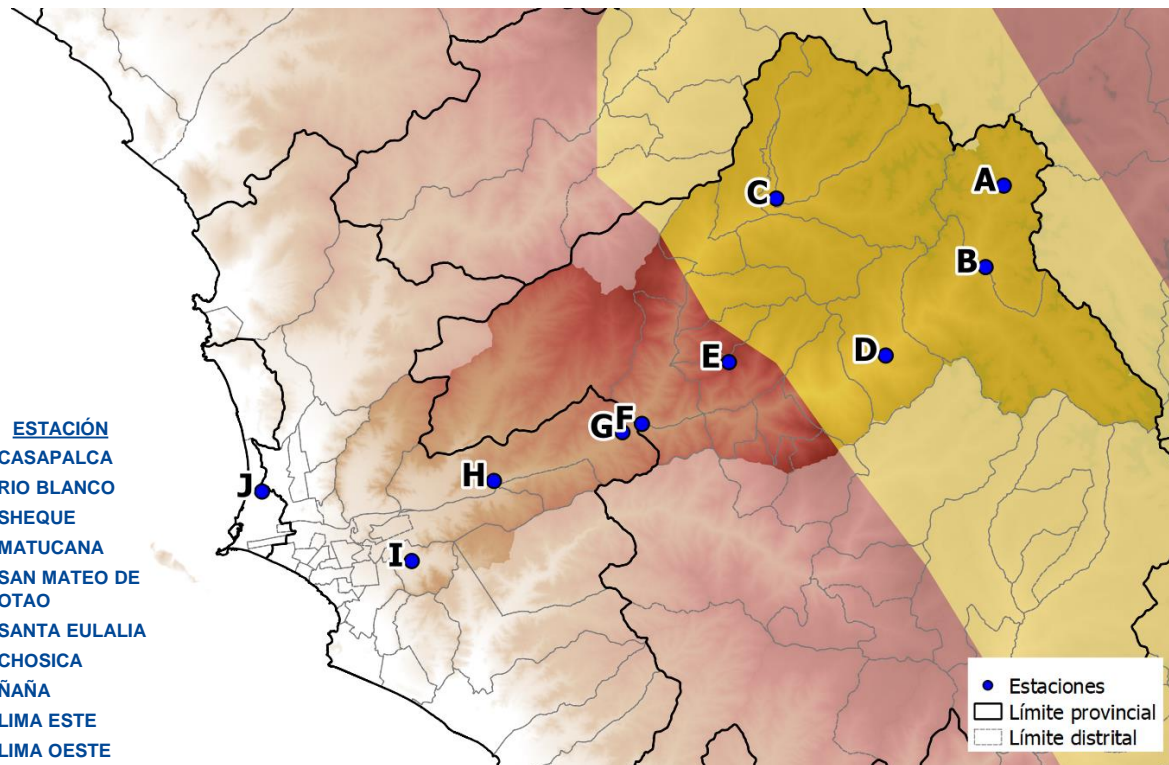 A
C
B
E
D
F
G
H
J
I
ESTACIÓN
CASAPALCA
RIO BLANCO
SHEQUE
MATUCANA
SAN MATEO DE
OTAO
SANTA EULALIA
CHOSICA
ÑAÑA
LIMA ESTE
LIMA OESTE
Estaciones
Límite provincial
Límite distrital